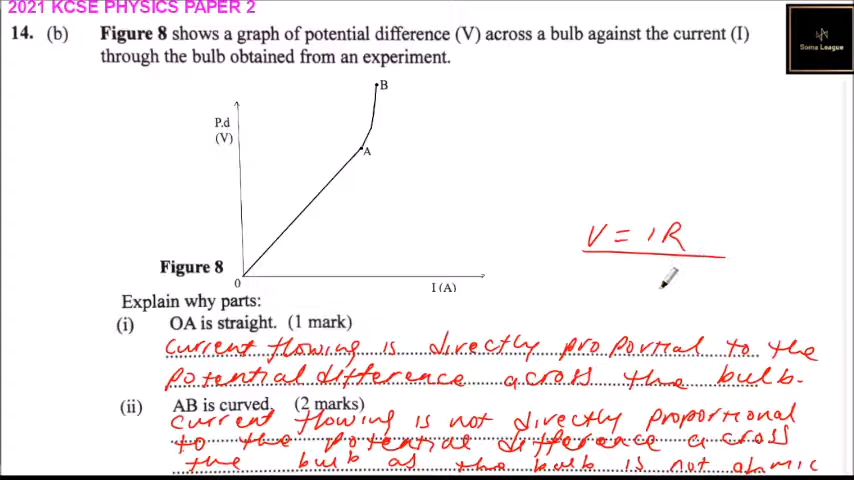 2021 KCSE PHYSICS PAPER 2
14. (b) Figure 8 shows a graph of potential difference (V) across a bulb against the current (I)
through the bulb obtained from an experiment.
Soma League
B
P.d
(V)
A
V = IR
Figure 8
0
I (A)
Explain why parts:
(i) OA is straight. (1 mark)
current flowing is directly proportial to the
potential difference across the bulb.
(ii) AB is curved. (2 marks)
current flowing is not directly proportional
to the potential difference across
the bulb as the bulb is not ohmic